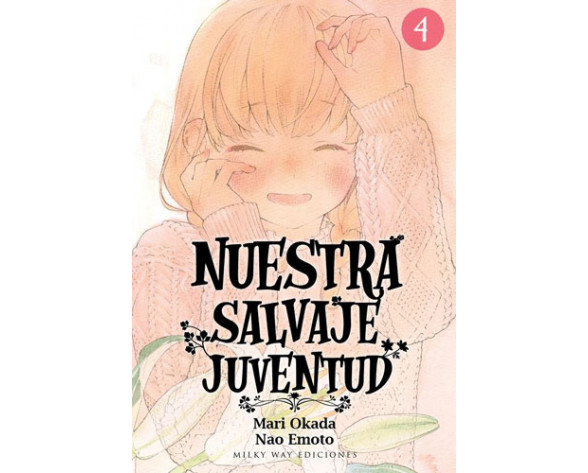 4
NUESTRA
SALVAJE
JUVENTUD
Mari Okada
Nao Emoto
MILKY WAY EDICIONES